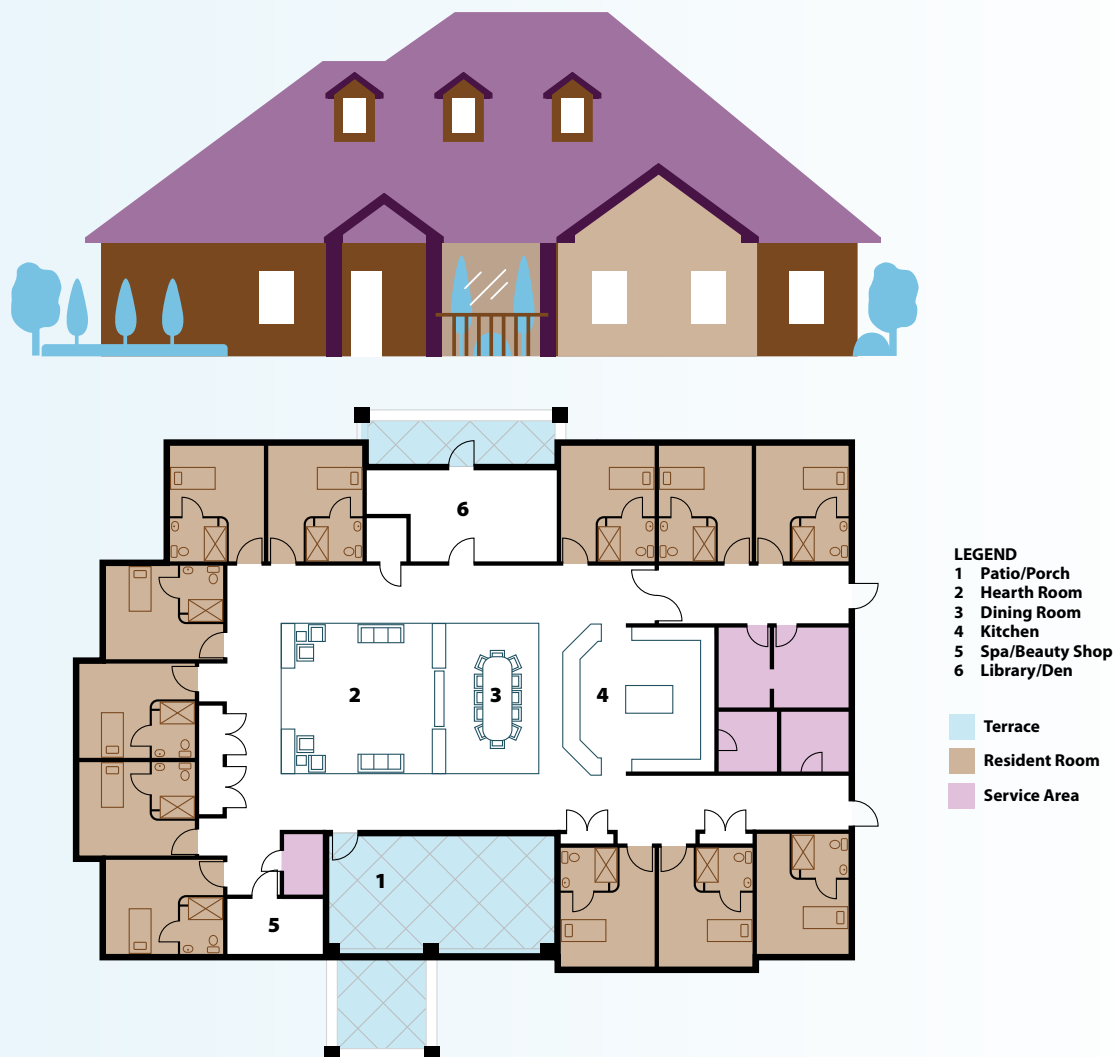 6
2
3
4
1
5
LEGEND
1 Patio/Porch
2 Hearth Room
3 Dining Room
4 Kitchen
5 Spa/Beauty Shop
6 Library/Den
Terrace
Resident Room
Service Area